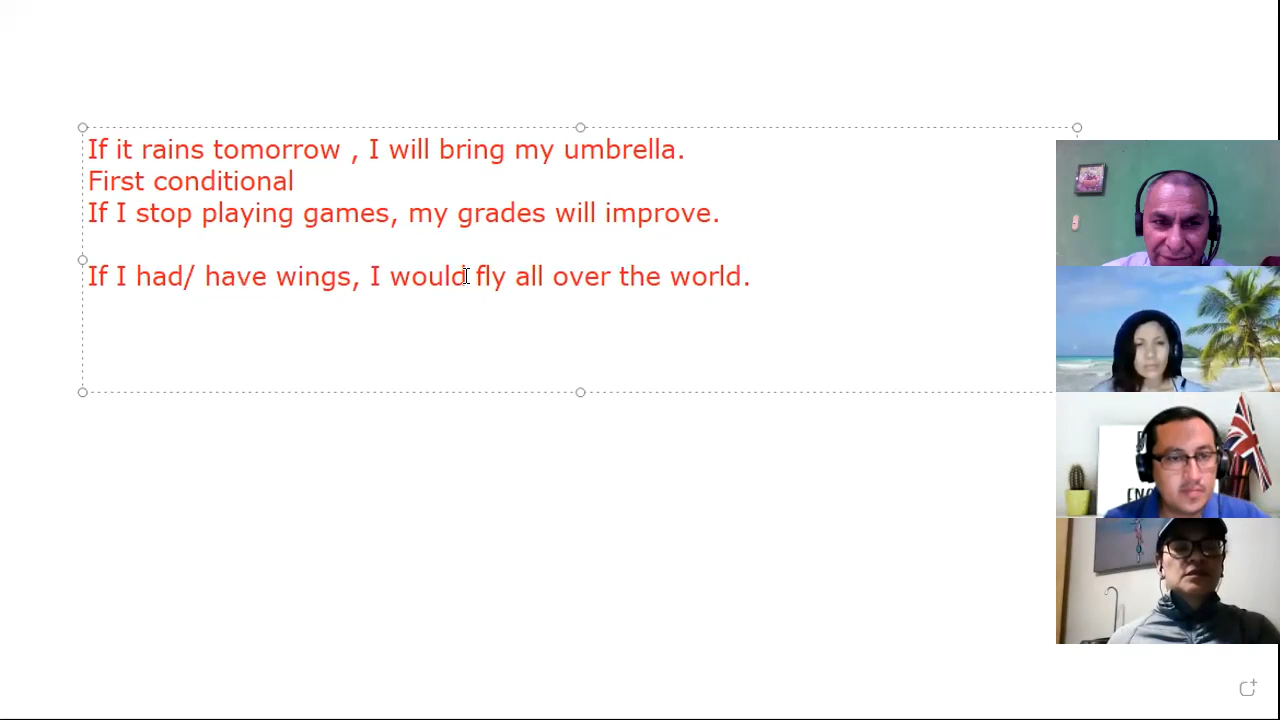 If it rains tomorrow , I will bring my umbrella.
First conditional
If I stop playing games, my grades will improve.
If I had/ have wings, I would fly all over the world.